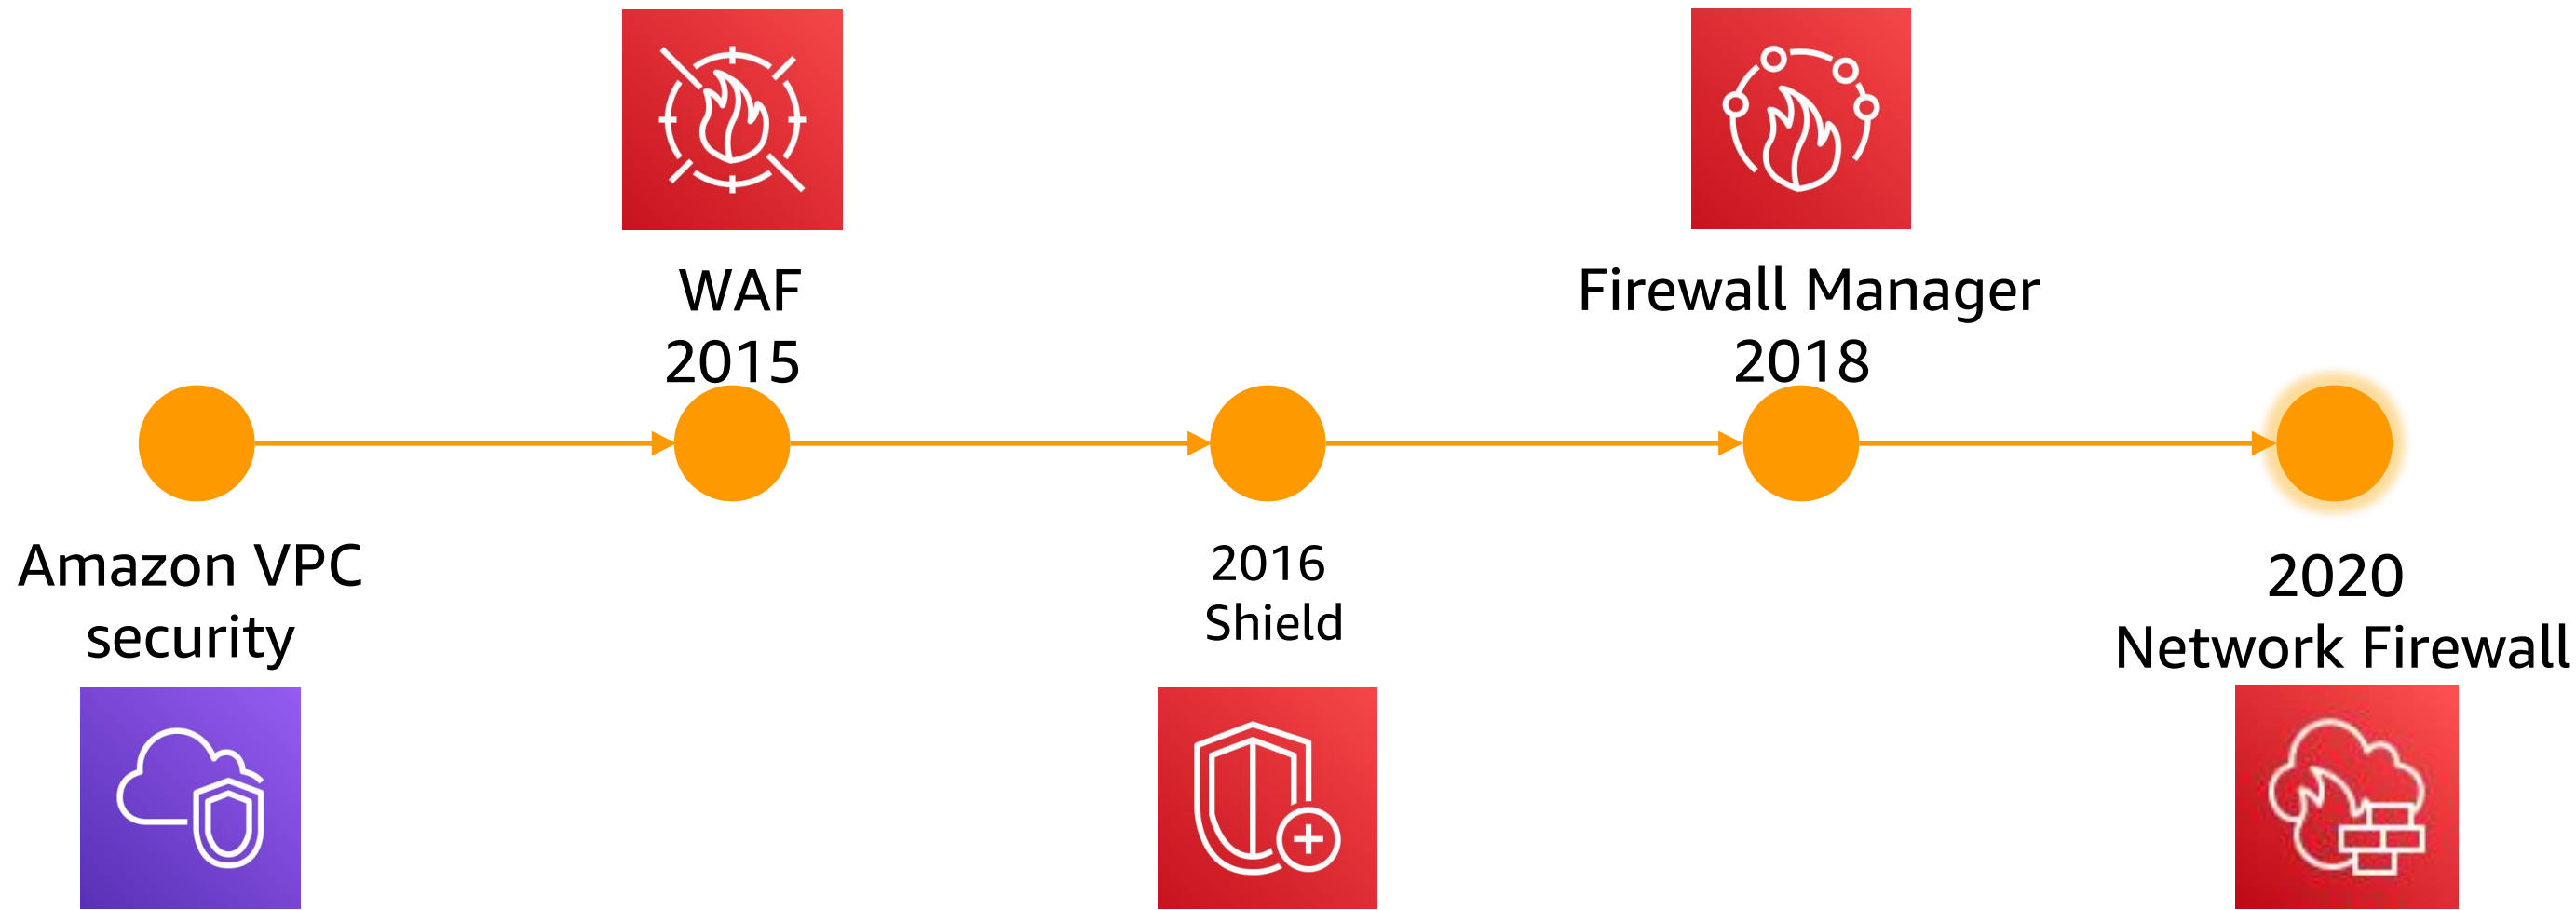 Amazon VPC
security
WAF
2015
2016
Shield
Firewall Manager
2018
2020
Network Firewall